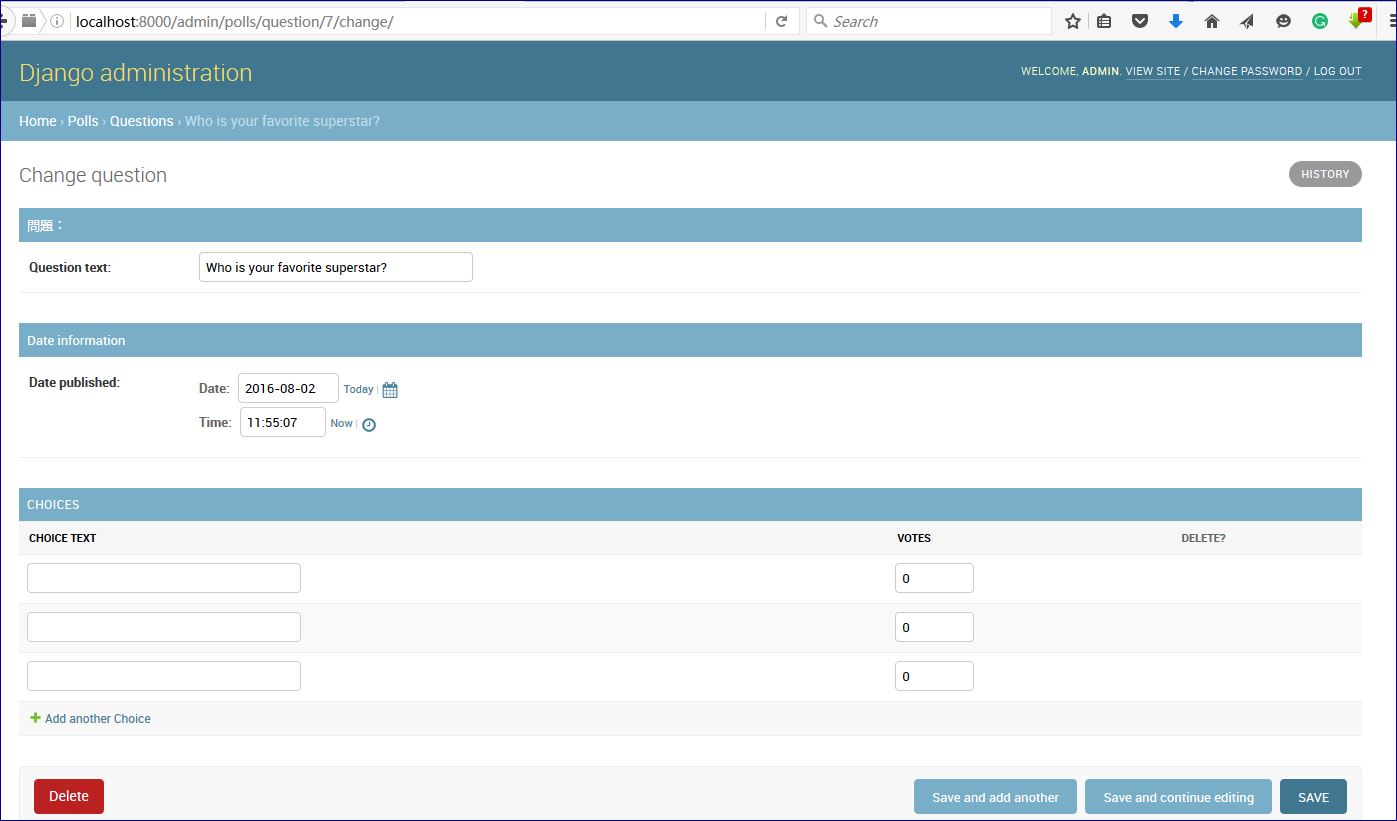 localhost:8000/admin/polls/question/7/change/
Search
?
Django administration
WELCOME, ADMIN. VIEW SITE / CHANGE PASSWORD / LOG OUT
Home › Polls › Questions › Who is your favorite superstar?
Change question
HISTORY
問題：
Question text:
Who is your favorite superstar?
Date information
Date published:
Date: 2016-08-02 Today
Time: 11:55:07 Now
CHOICES
CHOICE TEXT VOTES DELETE?
0
0
0
Add another Choice
Delete
Save and add another
Save and continue editing
SAVE